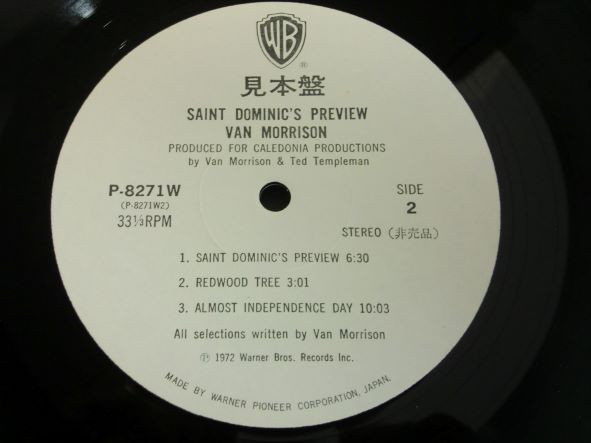 WB
®
見本盤
SAINT DOMINIC'S PREVIEW
VAN MORRISON
PRODUCED FOR CALEDONIA PRODUCTIONS
by Van Morrison & Ted Templeman
P-8271W
(P-8271W2)
33⅓RPM
SIDE
2
STEREO (非売品)
1. SAINT DOMINIC'S PREVIEW 6:30
2. REDWOOD TREE 3:01
3. ALMOST INDEPENDENCE DAY 10:03
All selections written by Van Morrison
Ⓟ 1972 Warner Bros. Records Inc.
MADE BY WARNER PIONEER CORPORATION, JAPAN.